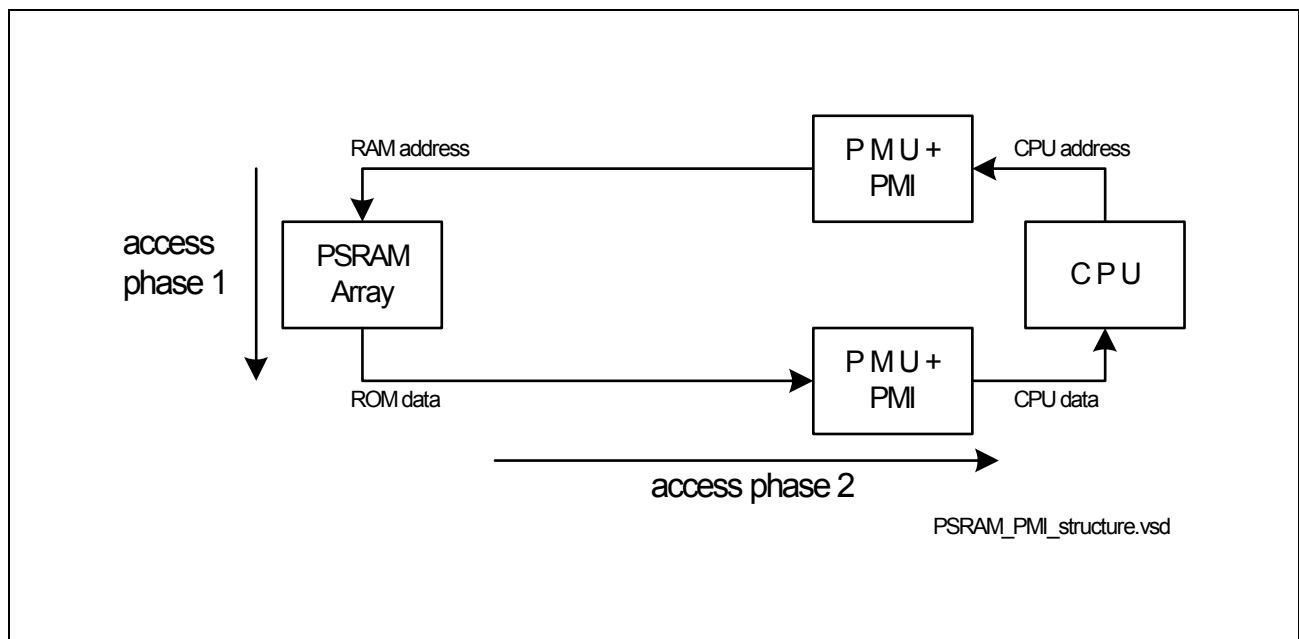 RAM address
PMU+
PMI
CPU address
access
phase 1
PSRAM
Array
CPU
ROM data
PMU+
PMI
CPU data
access phase 2
PSRAM_PMI_structure.vsd